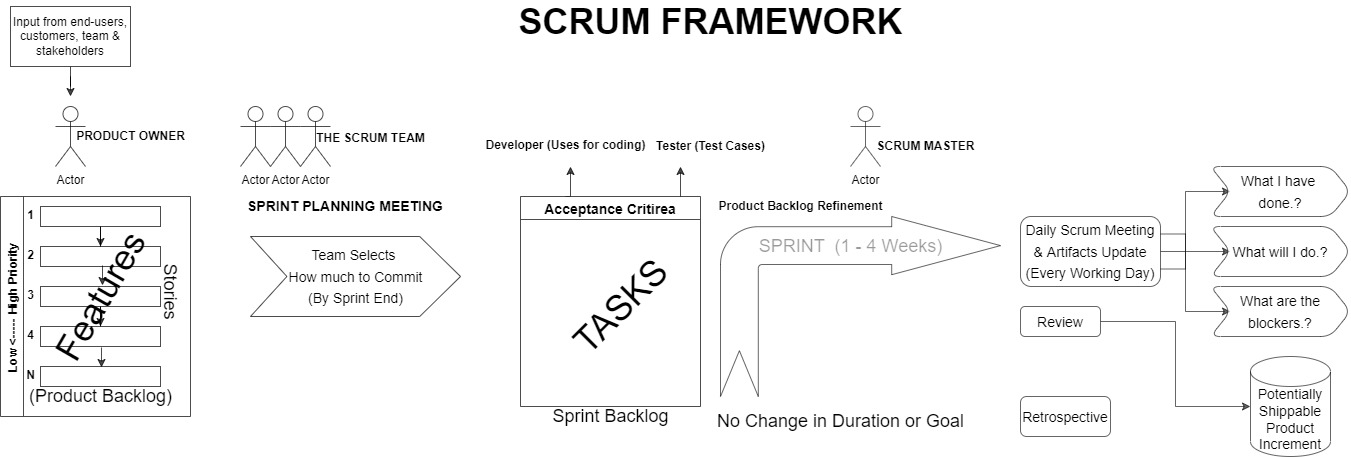 SCRUM FRAMEWORK
Input from end-users,
customers, team &
stakeholders
PRODUCT OWNER
Actor
Low <----- High Priority
1
2
3
4
N
Features
Stories
(Product Backlog)
THE SCRUM TEAM
Actor Actor Actor
SPRINT PLANNING MEETING
Team Selects
How much to Commit
(By Sprint End)
Developer (Uses for coding)
Tester (Test Cases)
Acceptance Critirea
TASKS
Sprint Backlog
SCRUM MASTER
Actor
Product Backlog Refinement
SPRINT (1 - 4 Weeks)
No Change in Duration or Goal
Daily Scrum Meeting
& Artifacts Update
(Every Working Day)
What I have
done.?
What will I do.?
What are the
blockers.?
Review
Retrospective
Potentially
Shippable
Product
Increment